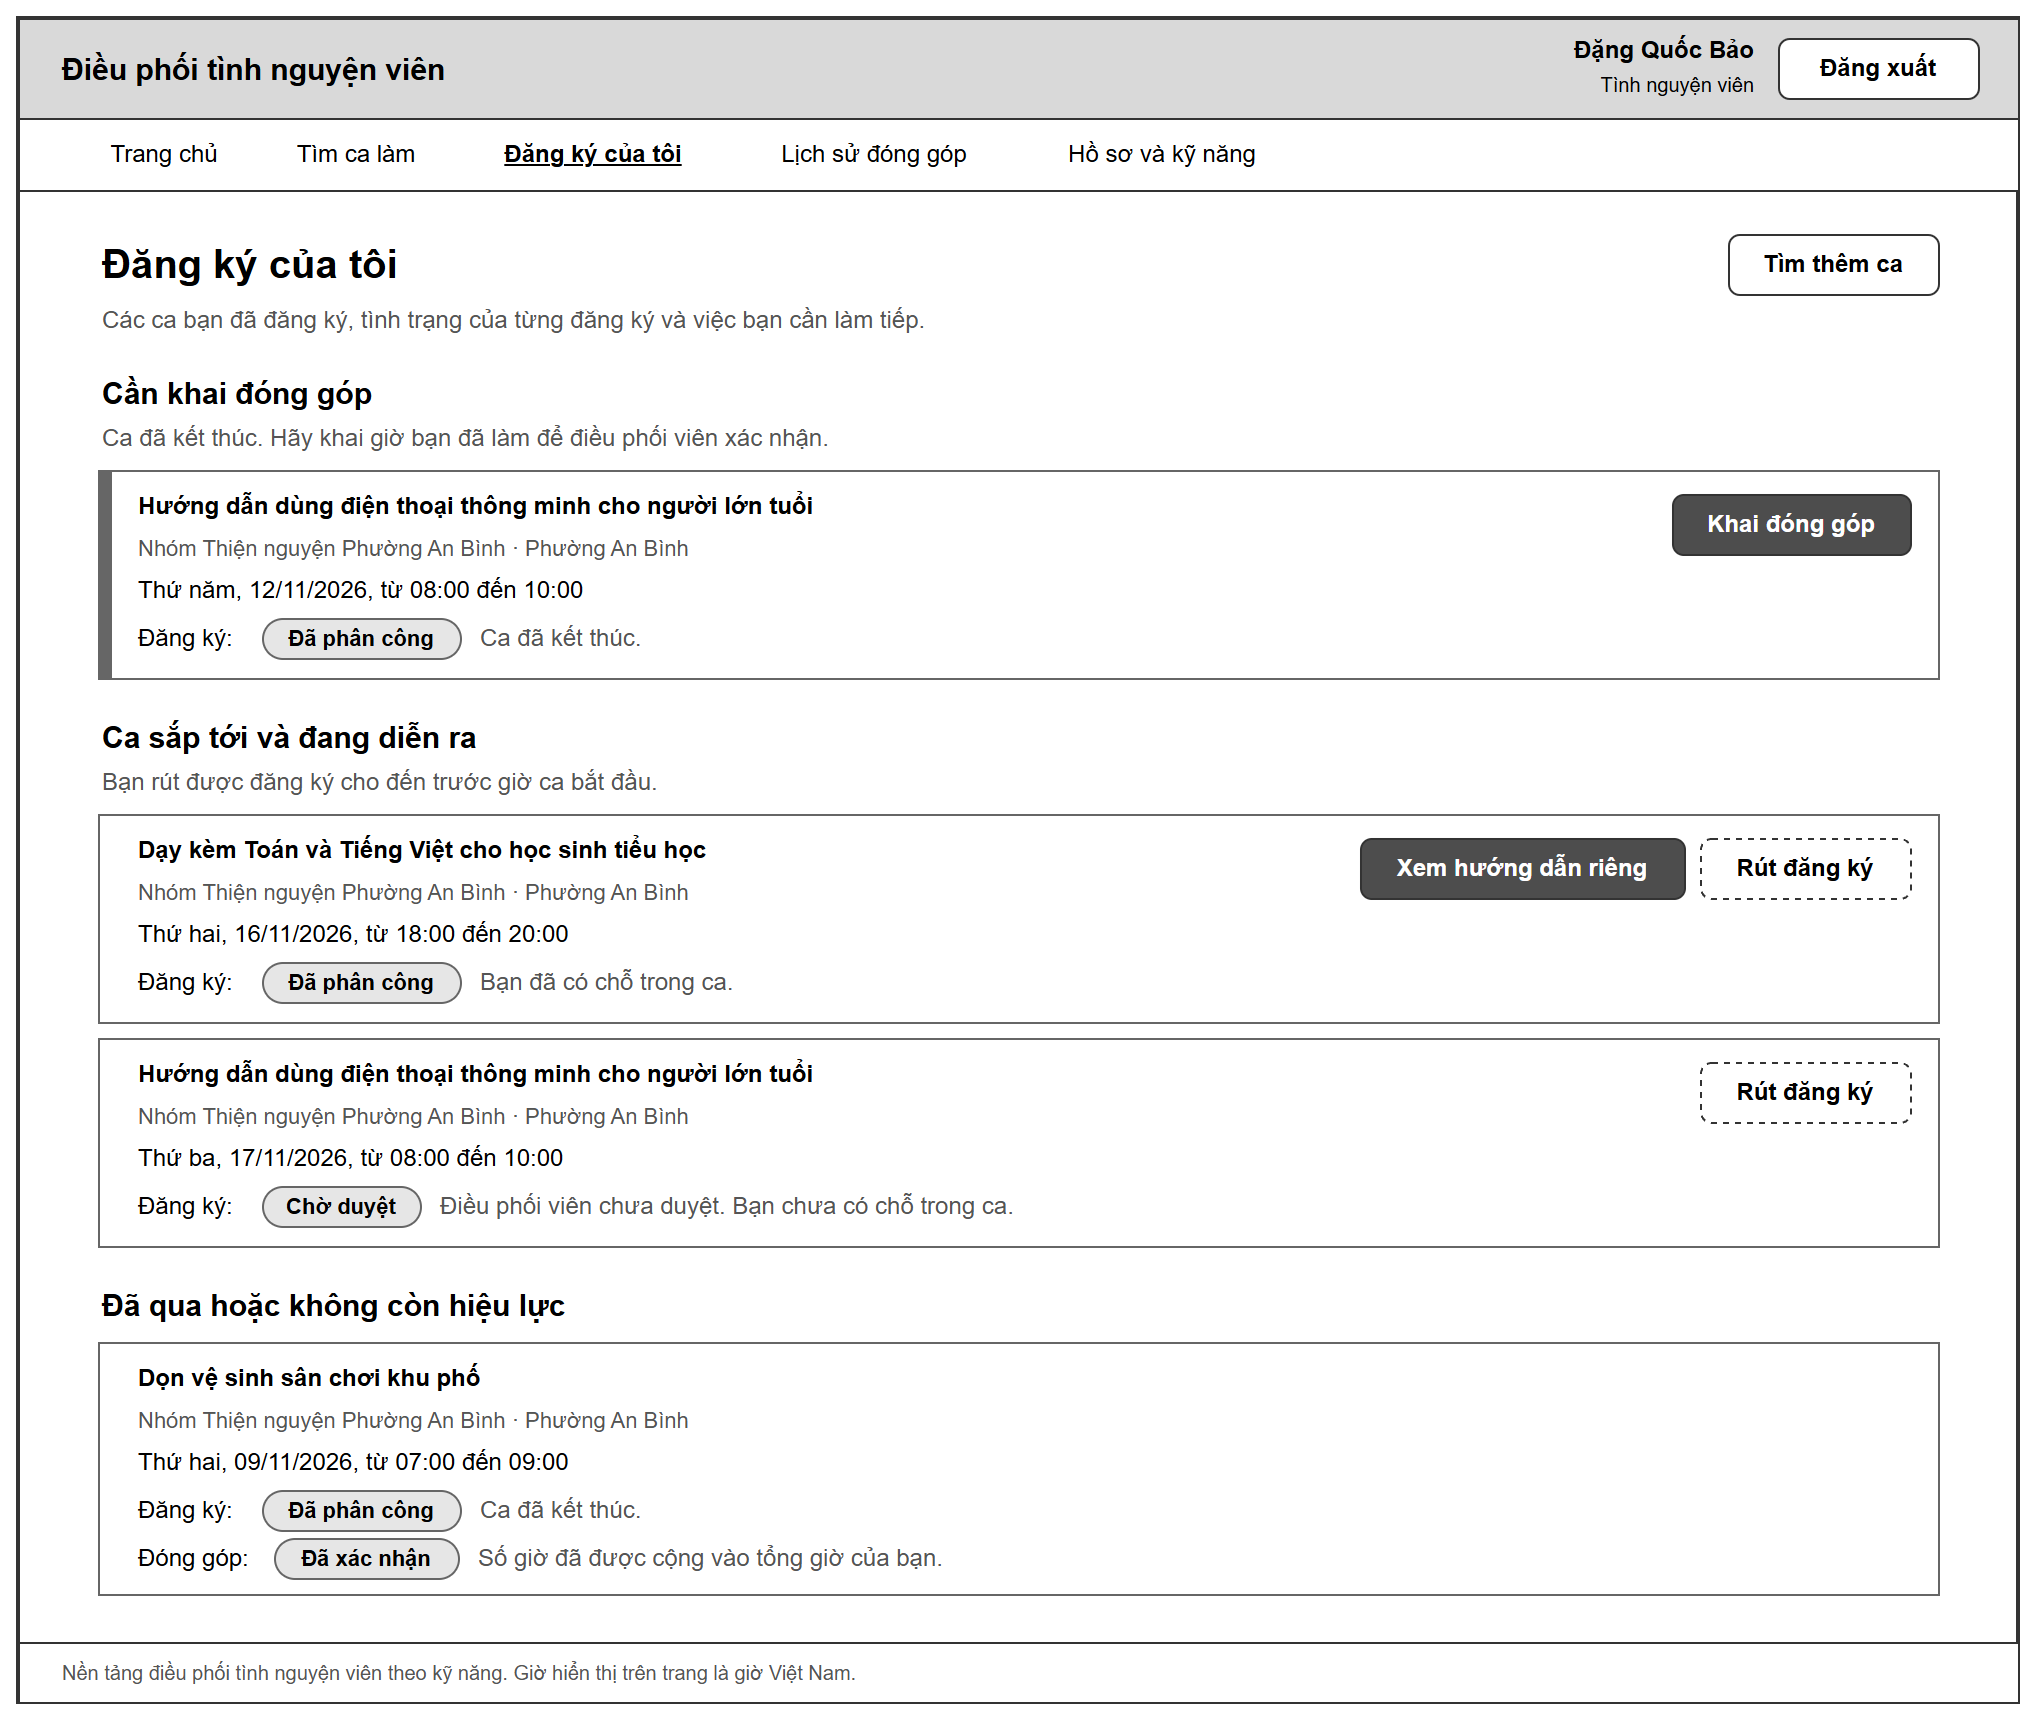 Điều phối tình nguyện viên
Đặng Quốc Bảo
Tình nguyện viên
Đăng xuất
Trang chủ
Tìm ca làm
Đăng ký của tôi
Lịch sử đóng góp
Hồ sơ và kỹ năng
Đăng ký của tôi
Tìm thêm ca
Các ca bạn đã đăng ký, tình trạng của từng đăng ký và việc bạn cần làm tiếp.
Cần khai đóng góp
Ca đã kết thúc. Hãy khai giờ bạn đã làm để điều phối viên xác nhận.
Hướng dẫn dùng điện thoại thông minh cho người lớn tuổi
Khai đóng góp
Nhóm Thiện nguyện Phường An Bình · Phường An Bình
Thứ năm, 12/11/2026, từ 08:00 đến 10:00
Đăng ký: Đã phân công Ca đã kết thúc.
Ca sắp tới và đang diễn ra
Bạn rút được đăng ký cho đến trước giờ ca bắt đầu.
Dạy kèm Toán và Tiếng Việt cho học sinh tiểu học
Xem hướng dẫn riêng
Rút đăng ký
Nhóm Thiện nguyện Phường An Bình · Phường An Bình
Thứ hai, 16/11/2026, từ 18:00 đến 20:00
Đăng ký: Đã phân công Bạn đã có chỗ trong ca.
Hướng dẫn dùng điện thoại thông minh cho người lớn tuổi
Rút đăng ký
Nhóm Thiện nguyện Phường An Bình · Phường An Bình
Thứ ba, 17/11/2026, từ 08:00 đến 10:00
Đăng ký: Chờ duyệt Điều phối viên chưa duyệt. Bạn chưa có chỗ trong ca.
Đã qua hoặc không còn hiệu lực
Dọn vệ sinh sân chơi khu phố
Nhóm Thiện nguyện Phường An Bình · Phường An Bình
Thứ hai, 09/11/2026, từ 07:00 đến 09:00
Đăng ký: Đã phân công Ca đã kết thúc.
Đóng góp: Đã xác nhận Số giờ đã được cộng vào tổng giờ của bạn.
Nền tảng điều phối tình nguyện viên theo kỹ năng. Giờ hiển thị trên trang là giờ Việt Nam.